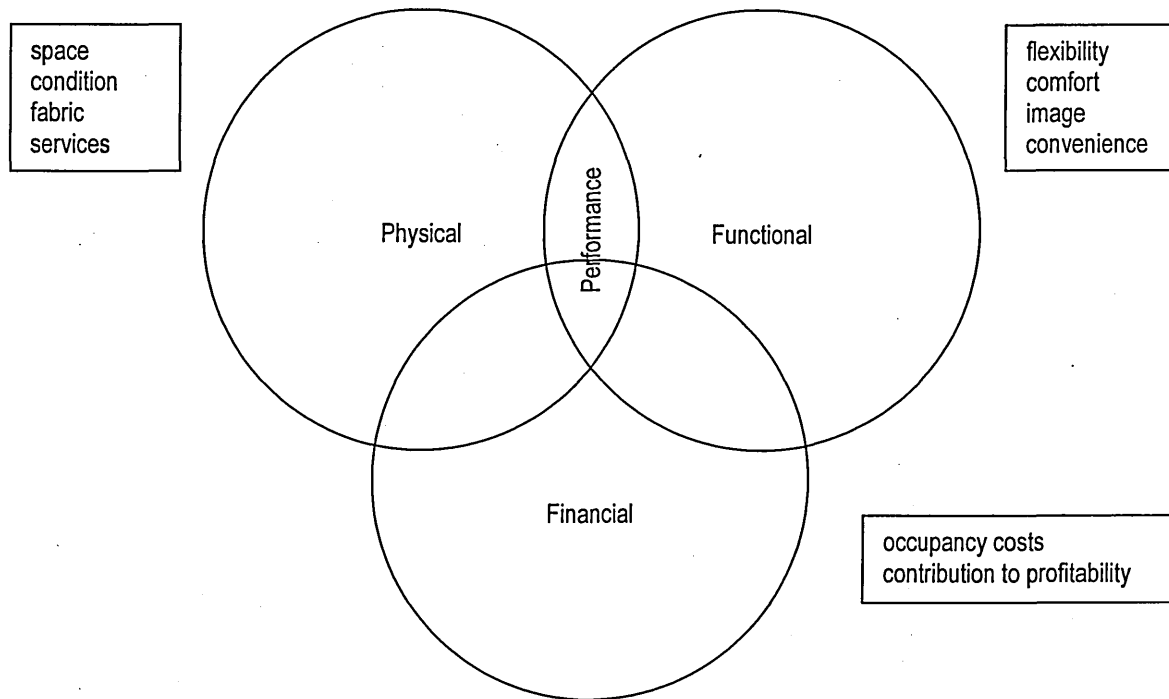 space
condition
fabric
services
flexibility
comfort
image
convenience
Physical
Performance
Functional
Financial
occupancy costs
contribution to profitability